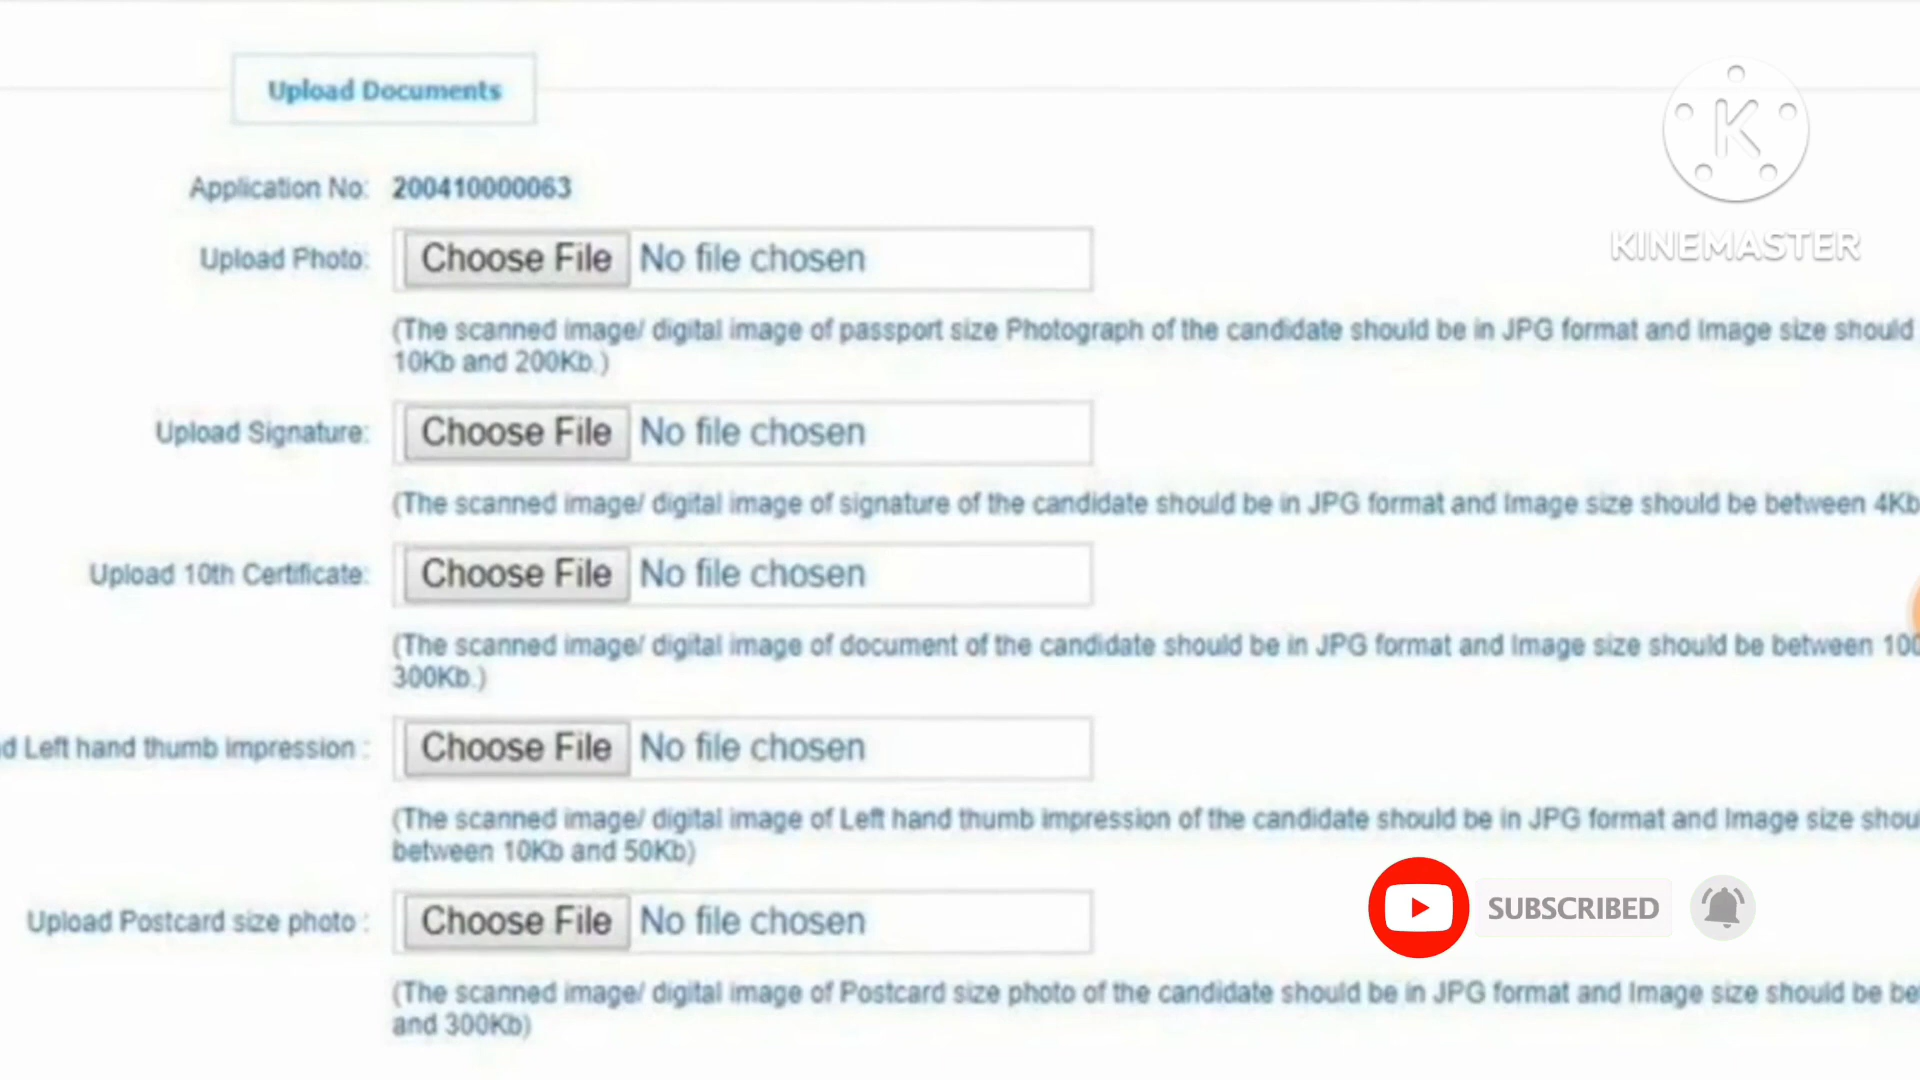 Upload Documents
K
KINEMASTER
Application No: 200410000063
Upload Photo: Choose File No file chosen
(The scanned image/ digital image of passport size Photograph of the candidate should be in JPG format and Image size should
10Kb and 200Kb.)
Upload Signature: Choose File No file chosen
(The scanned image/ digital image of signature of the candidate should be in JPG format and Image size should be between 4Kb
Upload 10th Certificate: Choose File No file chosen
(The scanned image/ digital image of document of the candidate should be in JPG format and Image size should be between 100
300Kb.)
d Left hand thumb impression : Choose File No file chosen
(The scanned image/ digital image of Left hand thumb impression of the candidate should be in JPG format and Image size shou
between 10Kb and 50Kb)
Upload Postcard size photo : Choose File No file chosen
SUBSCRIBED
(The scanned image/ digital image of Postcard size photo of the candidate should be in JPG format and Image size should be be
and 300Kb)